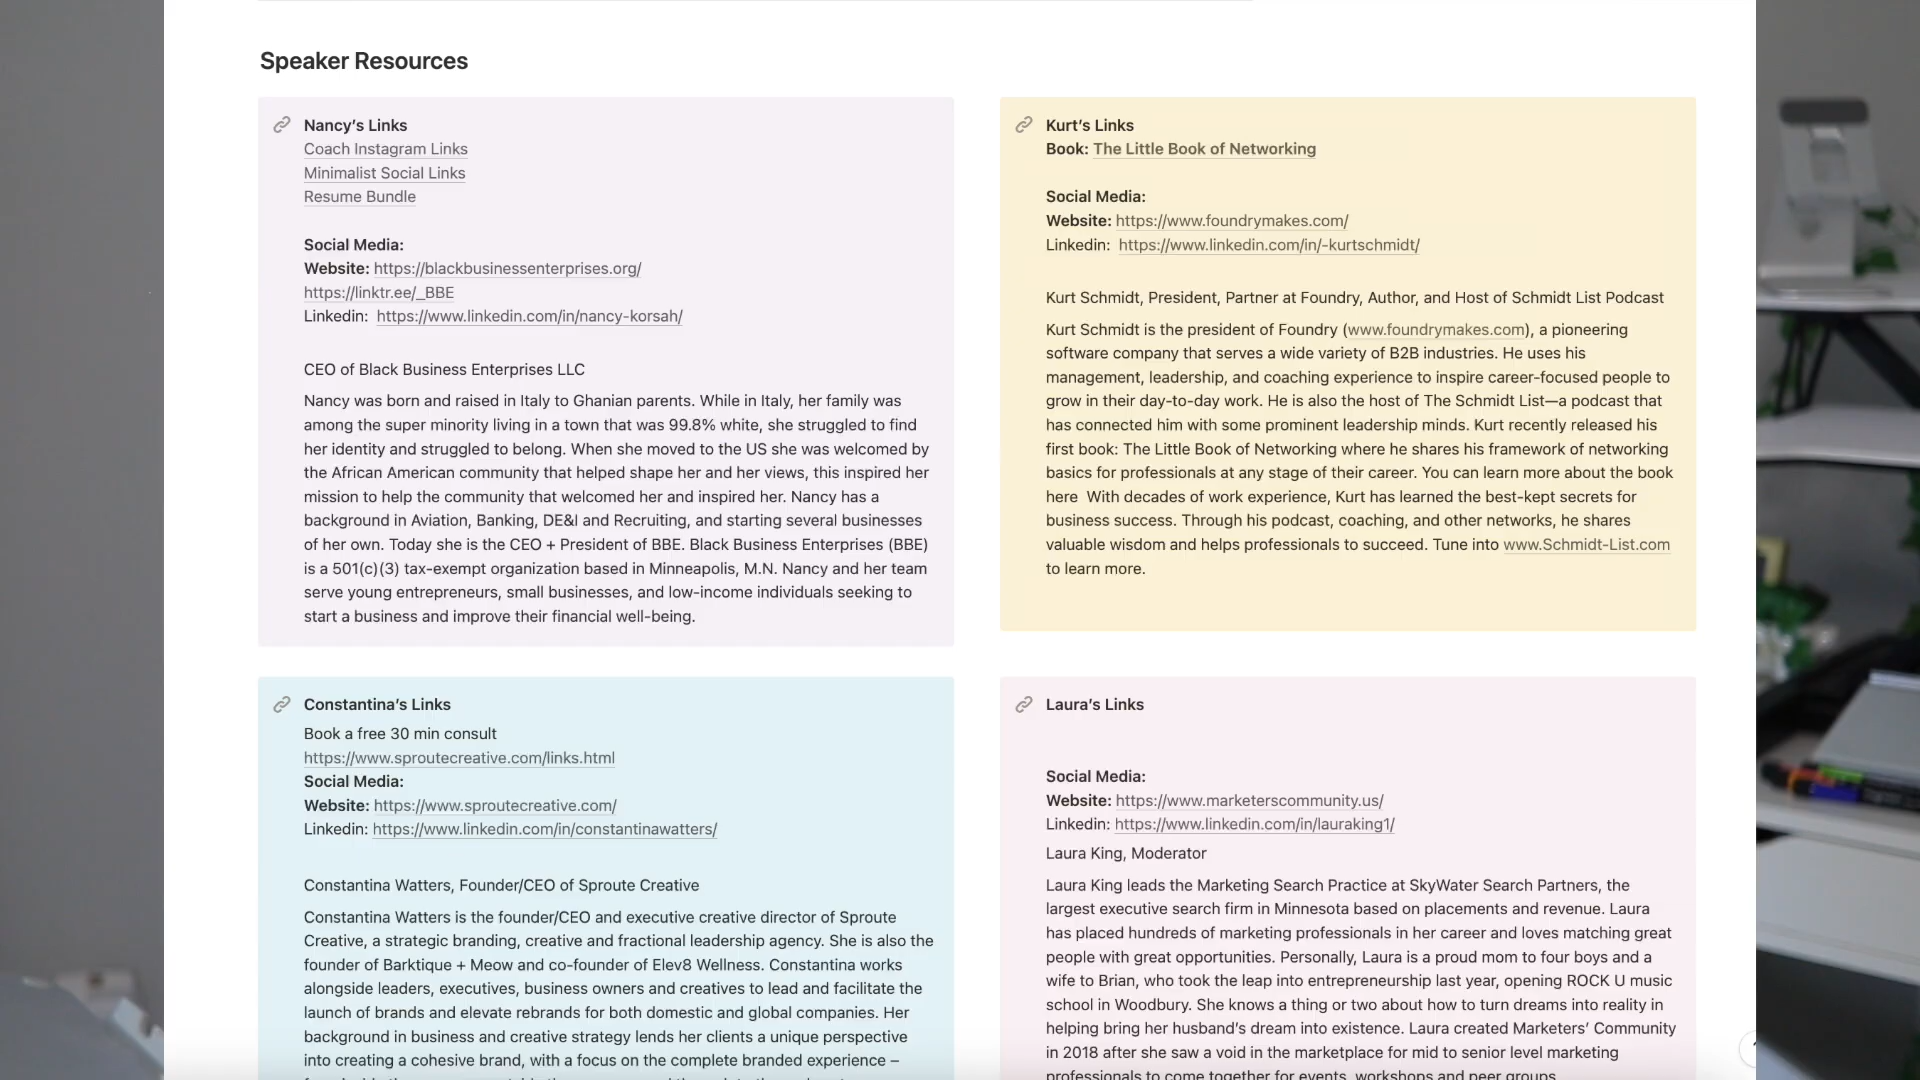 Speaker Resources
Nancy’s Links
Coach Instagram Links
Minimalist Social Links
Resume Bundle
Social Media:
Website: https://blackbusinessenterprises.org/
https://linktr.ee/_BBE
Linkedin: https://www.linkedin.com/in/nancy-korsah/
CEO of Black Business Enterprises LLC
Nancy was born and raised in Italy to Ghanian parents. While in Italy, her family was
among the super minority living in a town that was 99.8% white, she struggled to find
her identity and struggled to belong. When she moved to the US she was welcomed by
the African American community that helped shape her and her views, this inspired her
mission to help the community that welcomed her and inspired her. Nancy has a
background in Aviation, Banking, DE&I and Recruiting, and starting several businesses
of her own. Today she is the CEO + President of BBE. Black Business Enterprises (BBE)
is a 501(c)(3) tax-exempt organization based in Minneapolis, M.N. Nancy and her team
serve young entrepreneurs, small businesses, and low-income individuals seeking to
start a business and improve their financial well-being.
Kurt’s Links
Book: The Little Book of Networking
Social Media:
Website: https://www.foundrymakes.com/
Linkedin: https://www.linkedin.com/in/-kurtschmidt/
Kurt Schmidt, President, Partner at Foundry, Author, and Host of Schmidt List Podcast
Kurt Schmidt is the president of Foundry (www.foundrymakes.com), a pioneering
software company that serves a wide variety of B2B industries. He uses his
management, leadership, and coaching experience to inspire career-focused people to
grow in their day-to-day work. He is also the host of The Schmidt List—a podcast that
has connected him with some prominent leadership minds. Kurt recently released his
first book: The Little Book of Networking where he shares his framework of networking
basics for professionals at any stage of their career. You can learn more about the book
here With decades of work experience, Kurt has learned the best-kept secrets for
business success. Through his podcast, coaching, and other networks, he shares
valuable wisdom and helps professionals to succeed. Tune into www.Schmidt-List.com
to learn more.
Constantina’s Links
Book a free 30 min consult
https://www.sproutecreative.com/links.html
Social Media:
Website: https://www.sproutecreative.com/
Linkedin: https://www.linkedin.com/in/constantinawatters/
Constantina Watters, Founder/CEO of Sproute Creative
Constantina Watters is the founder/CEO and executive creative director of Sproute
Creative, a strategic branding, creative and fractional leadership agency. She is also the
founder of Barktique + Meow and co-founder of Elev8 Wellness. Constantina works
alongside leaders, executives, business owners and creatives to lead and facilitate the
launch of brands and elevate rebrands for both domestic and global companies. Her
background in business and creative strategy lends her clients a unique perspective
into creating a cohesive brand, with a focus on the complete branded experience –
Laura’s Links
Social Media:
Website: https://www.marketerscommunity.us/
Linkedin: https://www.linkedin.com/in/lauraking1/
Laura King, Moderator
Laura King leads the Marketing Search Practice at SkyWater Search Partners, the
largest executive search firm in Minnesota based on placements and revenue. Laura
has placed hundreds of marketing professionals in her career and loves matching great
people with great opportunities. Personally, Laura is a proud mom to four boys and a
wife to Brian, who took the leap into entrepreneurship last year, opening ROCK U music
school in Woodbury. She knows a thing or two about how to turn dreams into reality in
helping bring her husband’s dream into existence. Laura created Marketers’ Community
in 2018 after she saw a void in the marketplace for mid to senior level marketing
professionals to come together for events, workshops and peer groups.